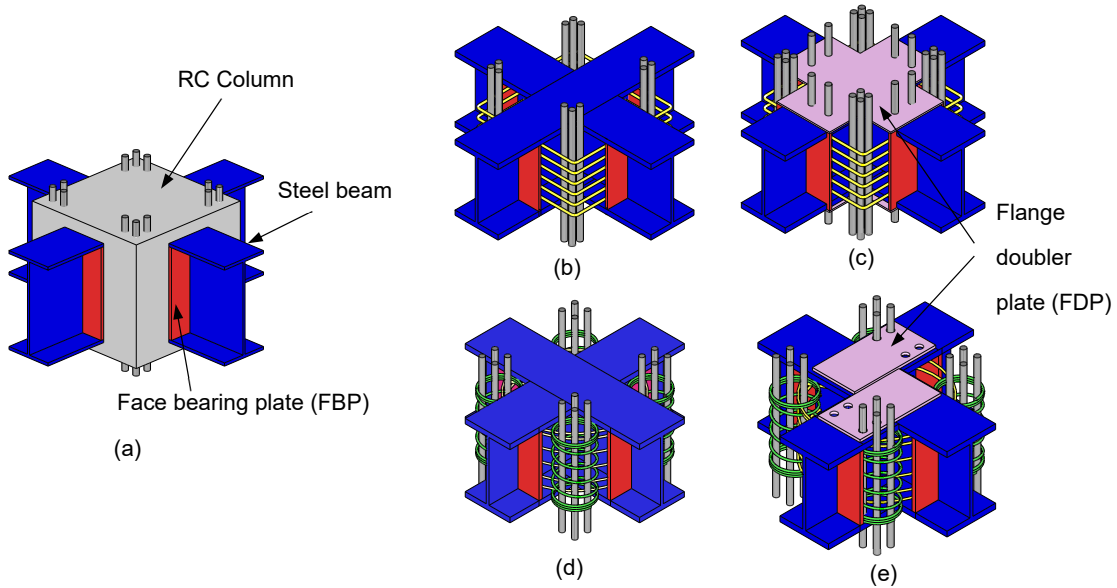 RC Column
Steel beam
Face bearing plate (FBP)
(a)
(b)
(c)
Flange
doubler
plate (FDP)
(d)
(e)